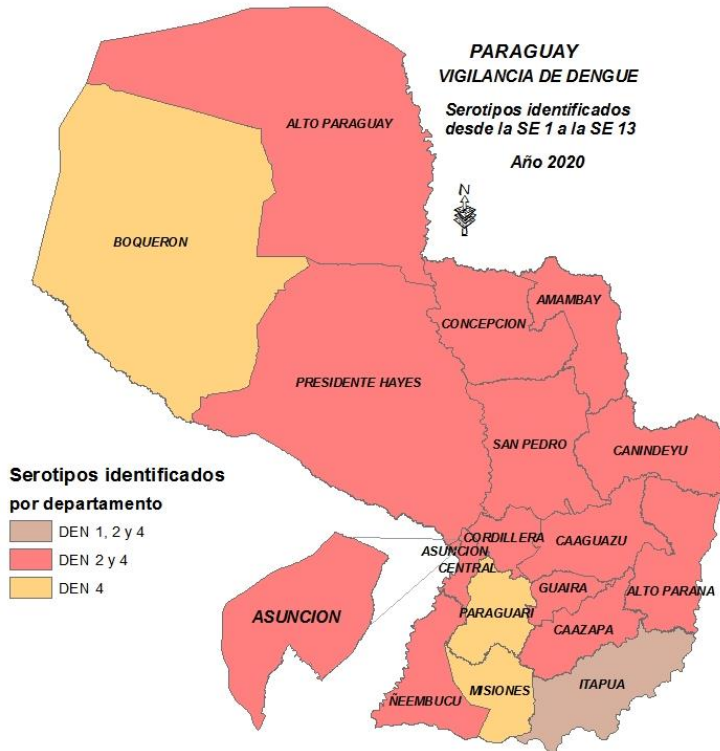 PARAGUAY
VIGILANCIA DE DENGUE
Serotipos identificados
desde la SE 1 a la SE 13
Año 2020
N
ALTO PARAGUAY
BOQUERON
CONCEPCION
AMAMBAY
PRESIDENTE HAYES
SAN PEDRO
CANINDEYU
Serotipos identificados
por departamento
DEN 1, 2 y 4
DEN 2 y 4
DEN 4
CORDILLERA
CAAGUAZU
ASUNCION
CENTRAL
GUAIRA
ALTO PARANA
ASUNCION
PARAGUARI
CAAZAPA
ÑEEMBUCU
MISIONES
ITAPUA